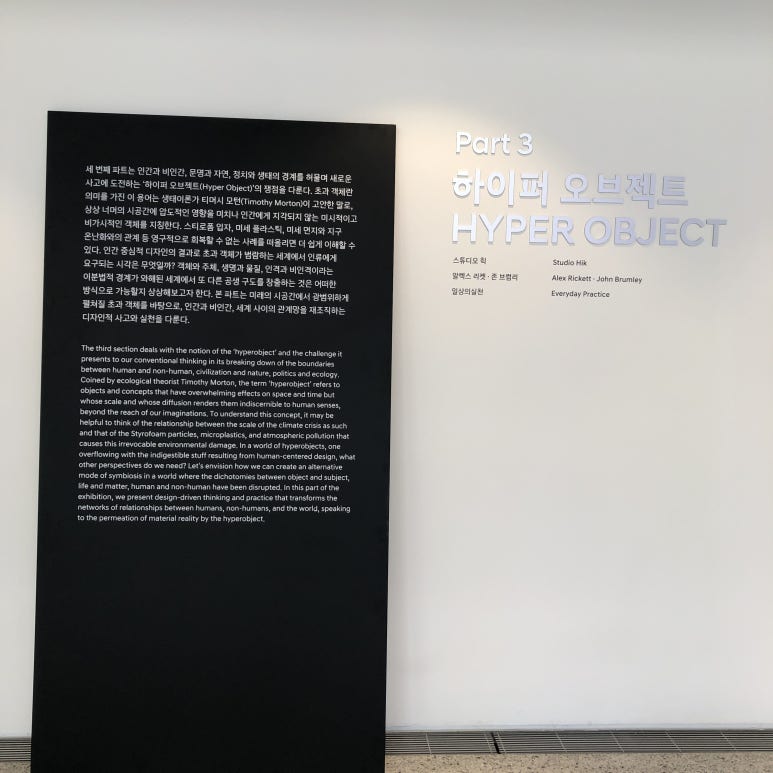 세 번째 파트는 인간과 비인간, 문명과 자연, 정치와 생태의 경계를 허물며 새로운
사고에 도전하는 ‘하이퍼 오브젝트(Hyper Object)’의 쟁점을 다룬다. 초과 객체란
의미를 가진 이 용어는 생태이론가 티머시 모턴(Timothy Morton)이 고안한 말로,
상상 너머의 시공간에 압도적인 영향을 미치나 인간에게 지각되지 않는 미시적이고
비가시적인 객체를 지칭한다. 스티로폼 입자, 미세 플라스틱, 미세 먼지와 지구
온난화와의 관계 등 영구적으로 회복할 수 없는 사례를 떠올리면 더 쉽게 이해할 수
있다. 인간 중심적 디자인의 결과로 초과 객체가 범람하는 세계에서 인류에게
요구되는 시각은 무엇일까? 객체와 주체, 생명과 물질, 인격과 비인격이라는
이분법적 경계가 와해된 세계에서 또 다른 공생 구도를 창출하는 것은 어떠한
방식으로 가능할지 상상해보고자 한다. 본 파트는 미래의 시공간에서 광범위하게
펼쳐질 초과 객체를 바탕으로, 인간과 비인간, 세계 사이의 관계망을 재조직하는
디자인적 사고와 실천을 다룬다.
The third section deals with the notion of the ‘hyperobject’ and the challenge it
presents to our conventional thinking in its breaking down of the boundaries
between human and non-human, civilization and nature, politics and ecology.
Coined by ecological theorist Timothy Morton, the term ‘hyperobject’ refers to
objects and concepts that have overwhelming effects on space and time but
whose scale and whose diffusion renders them indiscernible to human senses,
beyond the reach of our imaginations. To understand this concept, it may be
helpful to think of the relationship between the scale of the climate crisis as such
and that of the Styrofoam particles, microplastics, and atmospheric pollution that
causes this irrevocable environmental damage. In a world of hyperobjects, one
overflowing with the indigestible stuff resulting from human-centered design, what
other perspectives do we need? Let’s envision how we can create an alternative
mode of symbiosis in a world where the dichotomies between object and subject,
life and matter, human and non-human have been disrupted. In this part of the
exhibition, we present design-driven thinking and practice that transforms the
networks of relationships between humans, non-humans, and the world, speaking
to the permeation of material reality by the hyperobject.
Part 3
하이퍼 오브젝트
HYPER OBJECT
스튜디오 힉 Studio Hik
알렉스 리켓 · 존 브럼리 Alex Rickett · John Brumley
일상의실천 Everyday Practice